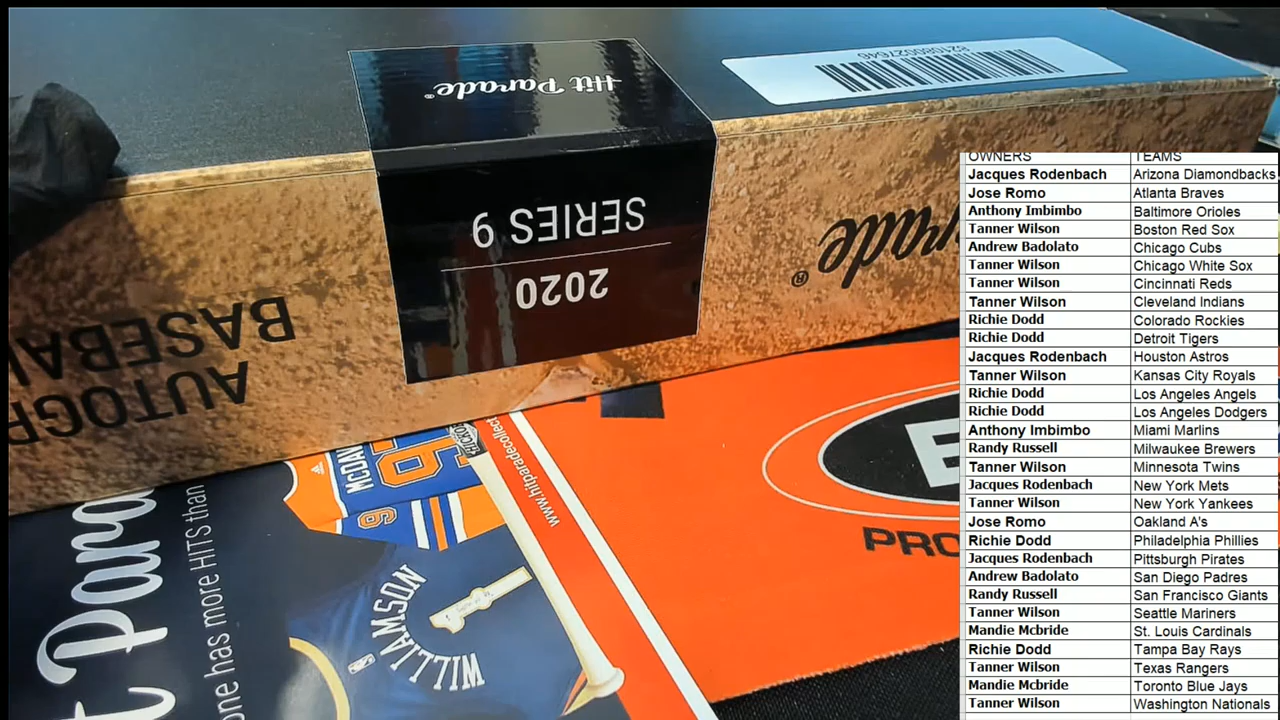 Hit Parade®
821080027646
SERIES 9
2020
arade®
BASEBA
AUTOGR
OWNERS TEAMS
Jacques Rodenbach Arizona Diamondbacks
Jose Romo Atlanta Braves
Anthony Imbimbo Baltimore Orioles
Tanner Wilson Boston Red Sox
Andrew Badolato Chicago Cubs
Tanner Wilson Chicago White Sox
Tanner Wilson Cincinnati Reds
Tanner Wilson Cleveland Indians
Richie Dodd Colorado Rockies
Richie Dodd Detroit Tigers
Jacques Rodenbach Houston Astros
Tanner Wilson Kansas City Royals
Richie Dodd Los Angeles Angels
Richie Dodd Los Angeles Dodgers
Anthony Imbimbo Miami Marlins
Randy Russell Milwaukee Brewers
Tanner Wilson Minnesota Twins
Jacques Rodenbach New York Mets
Tanner Wilson New York Yankees
Jose Romo Oakland A's
Richie Dodd Philadelphia Phillies
Jacques Rodenbach Pittsburgh Pirates
Andrew Badolato San Diego Padres
Randy Russell San Francisco Giants
Tanner Wilson Seattle Mariners
Mandie Mcbride St. Louis Cardinals
Richie Dodd Tampa Bay Rays
Tanner Wilson Texas Rangers
Mandie Mcbride Toronto Blue Jays
Tanner Wilson Washington Nationals
t Para
one has more HITS than
MCDAV
9
WILLIAMSON
1
www.hitparadecollect
PRO